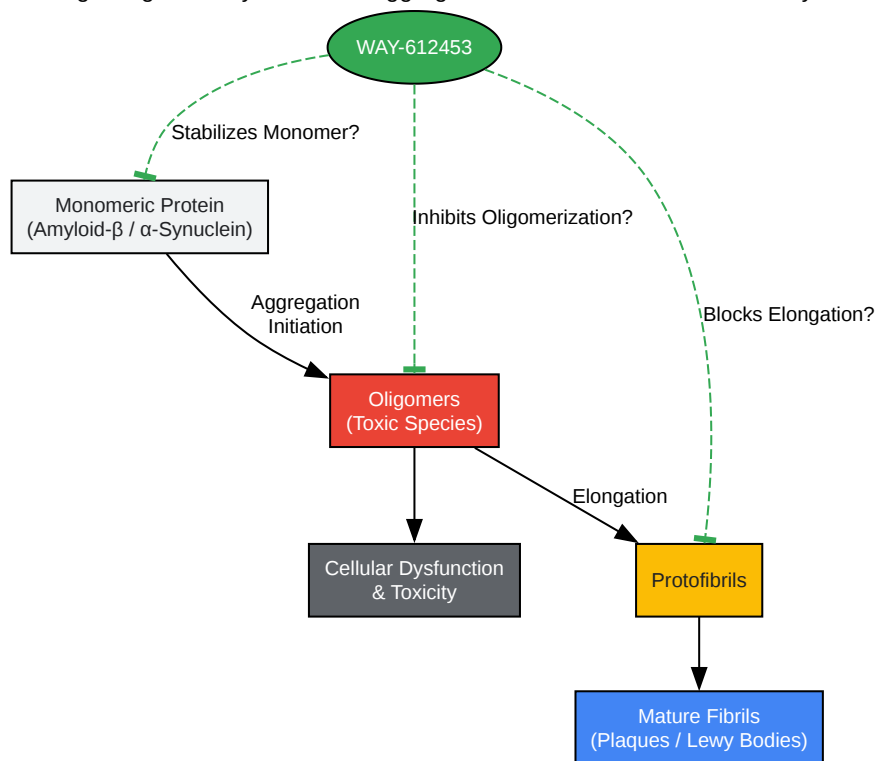 WAY-612453
Stabilizes Monomer?
Monomeric Protein
(Amyloid-β / α-Synuclein)
Inhibits Oligomerization?
Aggregation
Initiation
Blocks Elongation?
Oligomers
(Toxic Species)
Elongation
Cellular Dysfunction
& Toxicity
Protofibrils
Mature Fibrils
(Plaques / Lewy Bodies)